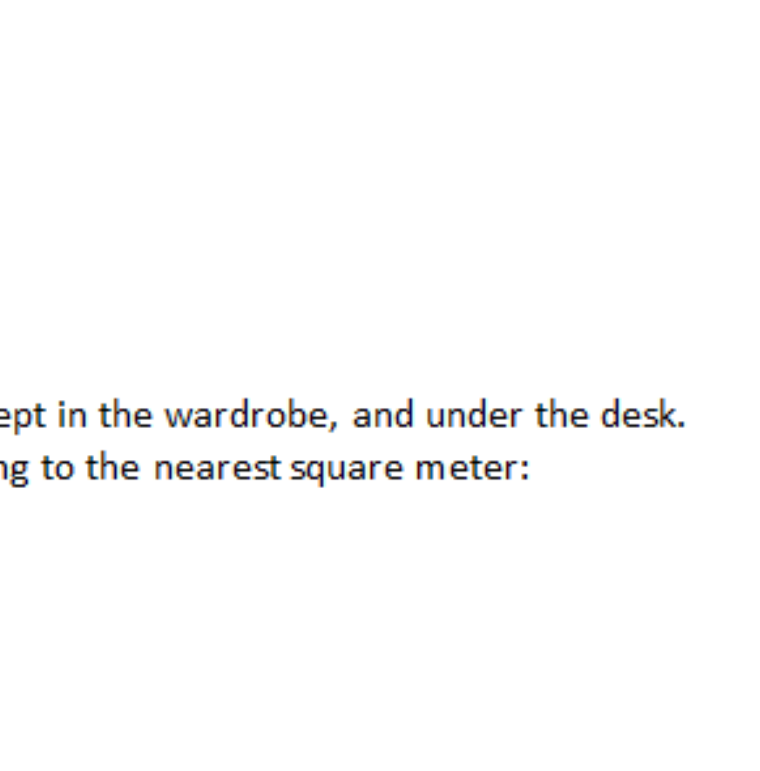 ept in the wardrobe, and under the desk.
ng to the nearest square meter: